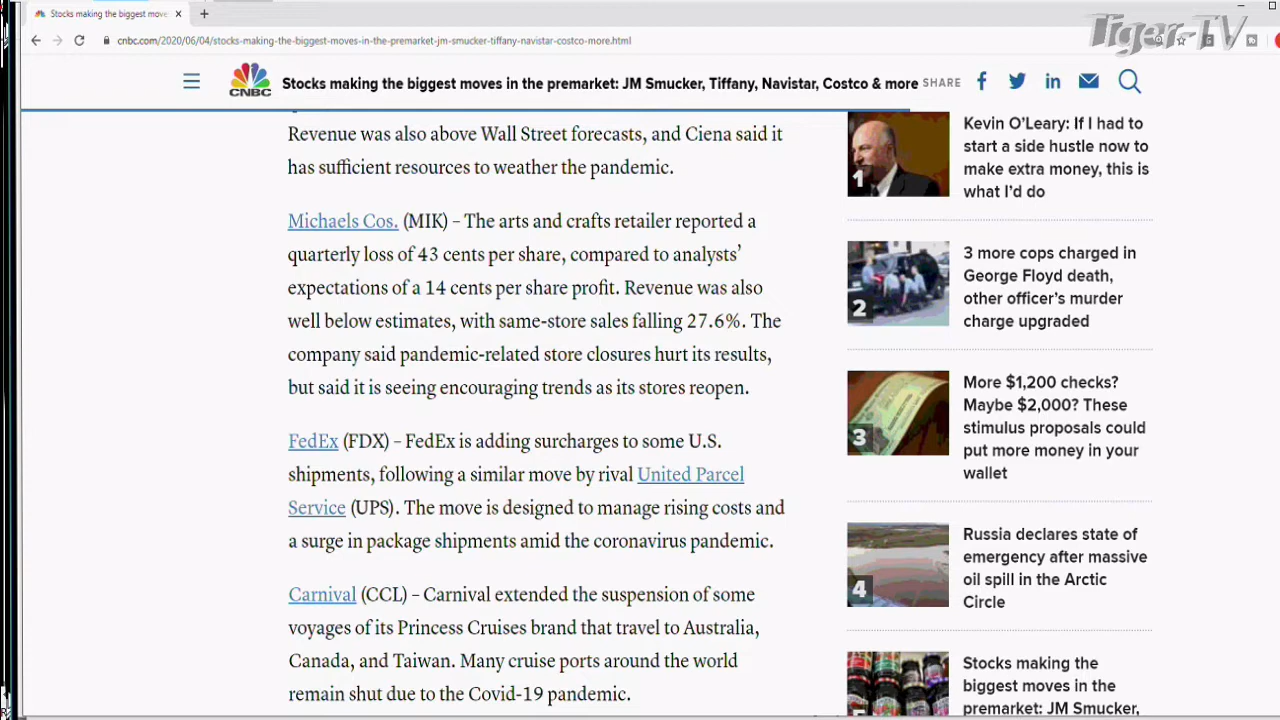 Stocks making the biggest move
Tiger-TV
cnbc.com/2020/06/04/stocks-making-the-biggest-moves-in-the-premarket-jm-smucker-tiffany-navistar-costco-more.html
CNBC
Stocks making the biggest moves in the premarket: JM Smucker, Tiffany, Navistar, Costco & more
SHARE
Revenue was also above Wall Street forecasts, and Ciena said it
has sufficient resources to weather the pandemic.
Michaels Cos. (MIK) – The arts and crafts retailer reported a
quarterly loss of 43 cents per share, compared to analysts’
expectations of a 14 cents per share profit. Revenue was also
well below estimates, with same-store sales falling 27.6%. The
company said pandemic-related store closures hurt its results,
but said it is seeing encouraging trends as its stores reopen.
FedEx (FDX) – FedEx is adding surcharges to some U.S.
shipments, following a similar move by rival United Parcel
Service (UPS). The move is designed to manage rising costs and
a surge in package shipments amid the coronavirus pandemic.
Carnival (CCL) – Carnival extended the suspension of some
voyages of its Princess Cruises brand that travel to Australia,
Canada, and Taiwan. Many cruise ports around the world
remain shut due to the Covid-19 pandemic.
1
Kevin O’Leary: If I had to
start a side hustle now to
make extra money, this is
what I’d do
2
3 more cops charged in
George Floyd death,
other officer’s murder
charge upgraded
3
More $1,200 checks?
Maybe $2,000? These
stimulus proposals could
put more money in your
wallet
4
Russia declares state of
emergency after massive
oil spill in the Arctic
Circle
Stocks making the
biggest moves in the
premarket: JM Smucker,